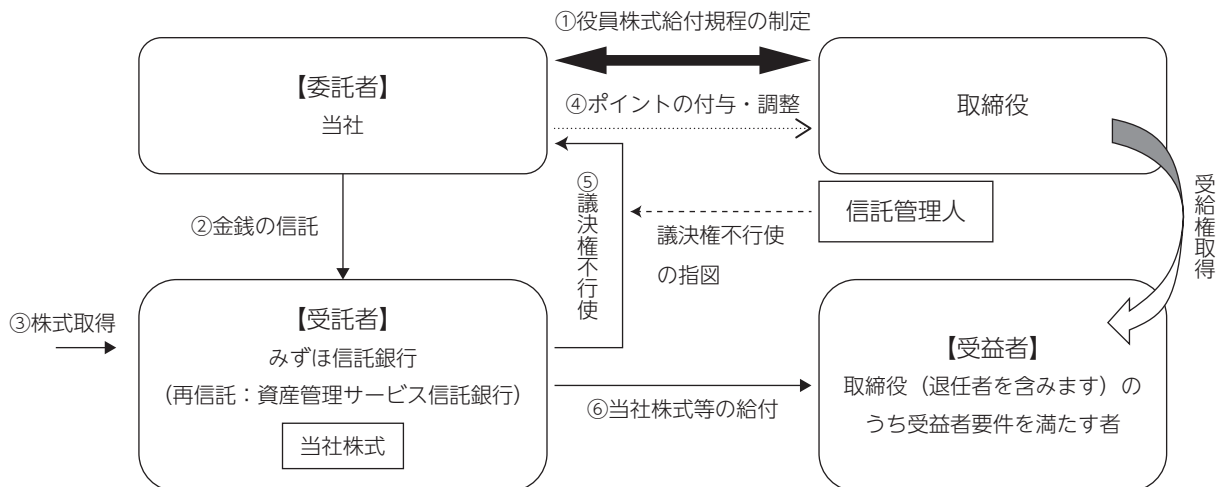 ①役員株式給付規程の制定
【委託者】
当社
④ポイントの付与・調整
取締役
②金銭の信託
⑤議決権不行使
議決権不行使
の指図
信託管理人
受給権取得
③株式取得
【受託者】
みずほ信託銀行
(再信託:資産管理サービス信託銀行)
当社株式
⑥当社株式等の給付
【受益者】
取締役(退任者を含みます)の
うち受益者要件を満たす者